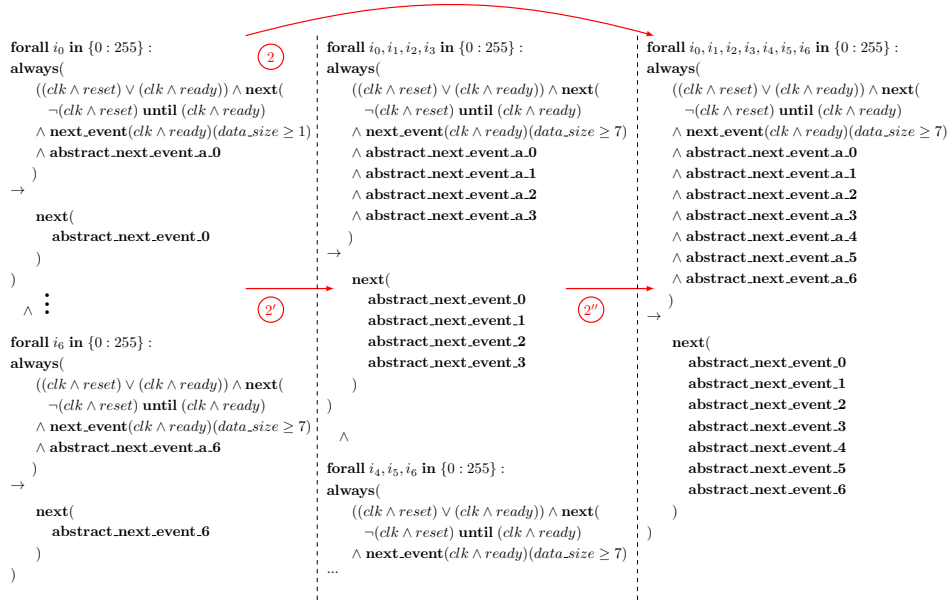 forall i₀ in {0 : 255} :
always(
((clk ∧ reset) ∨ (clk ∧ ready)) ∧ next(
¬(clk ∧ reset) until (clk ∧ ready)
∧ next_event(clk ∧ ready)(data_size ≥ 1)
∧ abstract_next_event_a_0
)
→
next(
abstract_next_event_0
)
)
∧ ⋮
forall i₆ in {0 : 255} :
always(
((clk ∧ reset) ∨ (clk ∧ ready)) ∧ next(
¬(clk ∧ reset) until (clk ∧ ready)
∧ next_event(clk ∧ ready)(data_size ≥ 7)
∧ abstract_next_event_a_6
)
→
next(
abstract_next_event_6
)
)
2
2′
forall i₀, i₁, i₂, i₃ in {0 : 255} :
always(
((clk ∧ reset) ∨ (clk ∧ ready)) ∧ next(
¬(clk ∧ reset) until (clk ∧ ready)
∧ next_event(clk ∧ ready)(data_size ≥ 7)
∧ abstract_next_event_a_0
∧ abstract_next_event_a_1
∧ abstract_next_event_a_2
∧ abstract_next_event_a_3
)
→
next(
abstract_next_event_0
abstract_next_event_1
abstract_next_event_2
abstract_next_event_3
)
)
∧
forall i₄, i₅, i₆ in {0 : 255} :
always(
((clk ∧ reset) ∨ (clk ∧ ready)) ∧ next(
¬(clk ∧ reset) until (clk ∧ ready)
∧ next_event(clk ∧ ready)(data_size ≥ 7)
...
2″
forall i₀, i₁, i₂, i₃, i₄, i₅, i₆ in {0 : 255} :
always(
((clk ∧ reset) ∨ (clk ∧ ready)) ∧ next(
¬(clk ∧ reset) until (clk ∧ ready)
∧ next_event(clk ∧ ready)(data_size ≥ 7)
∧ abstract_next_event_a_0
∧ abstract_next_event_a_1
∧ abstract_next_event_a_2
∧ abstract_next_event_a_3
∧ abstract_next_event_a_4
∧ abstract_next_event_a_5
∧ abstract_next_event_a_6
)
→
next(
abstract_next_event_0
abstract_next_event_1
abstract_next_event_2
abstract_next_event_3
abstract_next_event_4
abstract_next_event_5
abstract_next_event_6
)
)